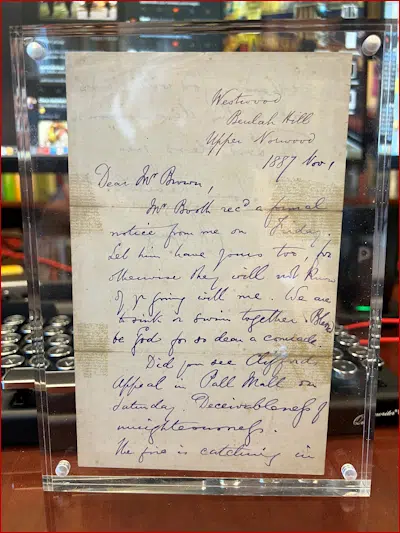 Westwood
Beulah Hill
Upper Norwood
1887 Nov 1
Dear Mr Brown,
Mr Booth recd a formal
notice from me on Friday.
Let him have yours too, for
otherwise they will not know
of yr going with me. We are
to sink or swim together. Bless
be God for so dear a comrade.
Did you see Clifford's
Appeal in Pall Mall on
Saturday. Deceivableness of
unrighteousness.
The fire is catching in